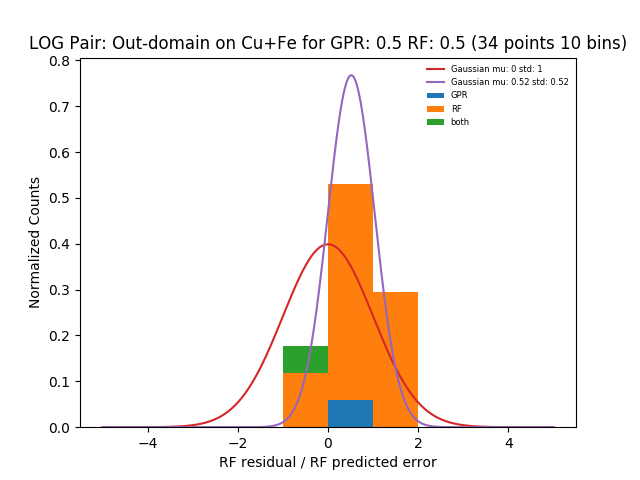 LOG Pair: Out-domain on Cu+Fe for GPR: 0.5 RF: 0.5 (34 points 10 bins)
Gaussian mu: 0 std: 1
Gaussian mu: 0.52 std: 0.52
GPR
RF
both
Normalized Counts
0.8
0.7
0.6
0.5
0.4
0.3
0.2
0.1
0.0
−4 −2 0 2 4
RF residual / RF predicted error